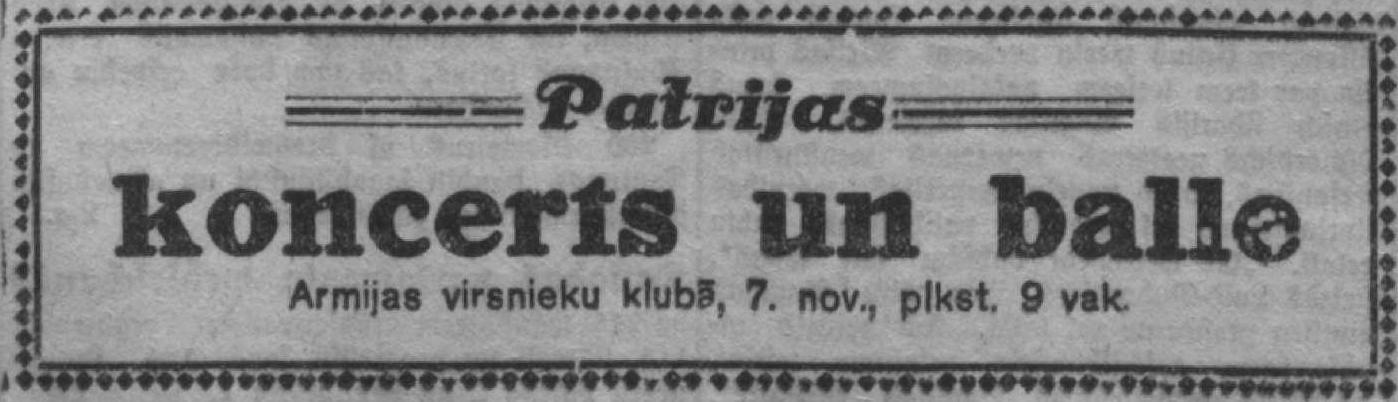 Patrijas
koncerts un balle
Armijas virsnieku klubā, 7. nov., plkst. 9 vak.